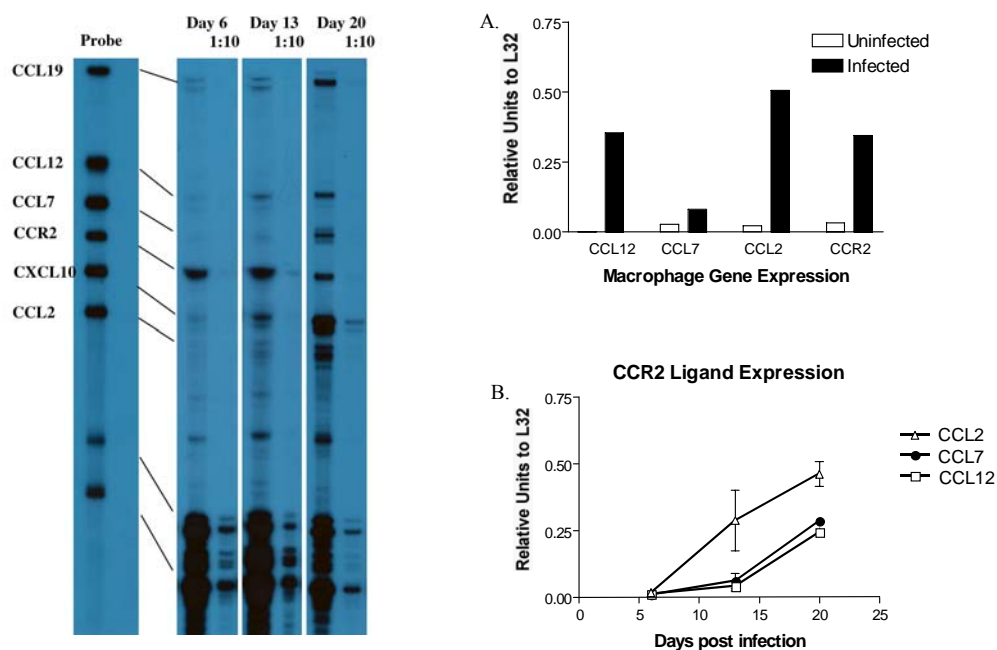 Day 6 Day 13 Day 20
Probe 1:10 1:10 1:10
CCL19
CCL12
CCL7
CCR2
CXCL10
CCL2
A.
Relative Units to L32
0.75
0.50
0.25
0.00
Uninfected
Infected
CCL12 CCL7 CCL2 CCR2
Macrophage Gene Expression
B.
CCR2 Ligand Expression
Relative Units to L32
0.75
0.50
0.25
0.00
0 5 10 15 20 25
Days post infection
CCL2
CCL7
CCL12